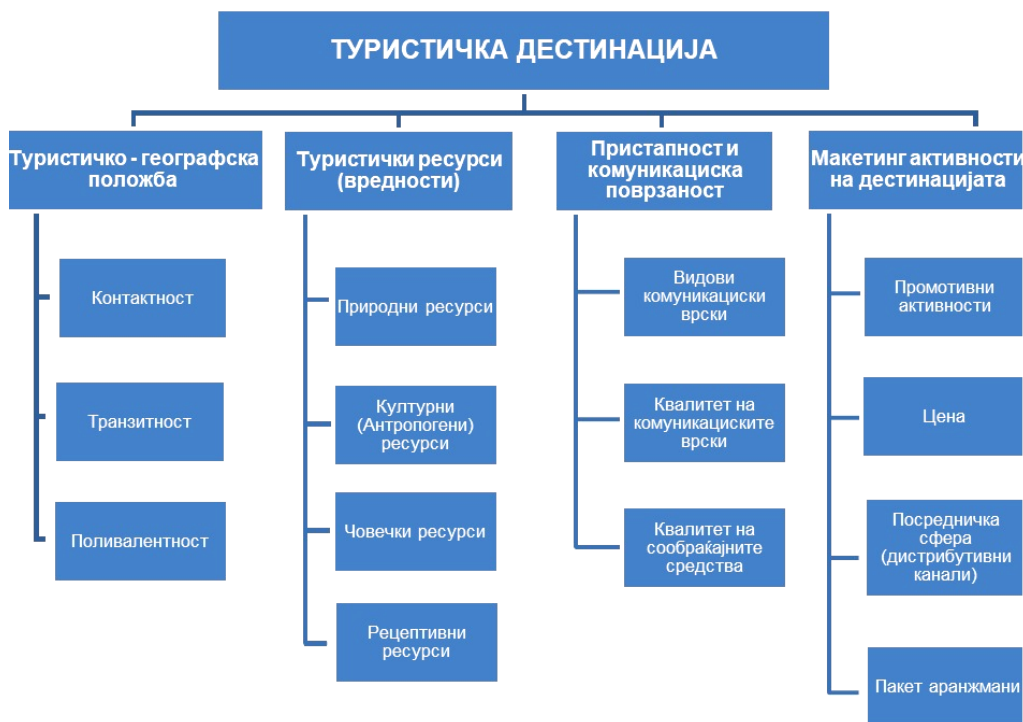 ТУРИСТИЧКА ДЕСТИНАЦИЈА
Туристичко - географска
положба
Контактност
Транзитност
Поливалентност
Туристички ресурси
(вредности)
Природни ресурси
Културни
(Антропогени)
ресурси
Човечки ресурси
Рецептивни
ресурси
Пристапност и
комуникациска
поврзаност
Видови
комуникациски
врски
Квалитет на
комуникациските
врски
Квалитет на
сообраќајните
средства
Макетинг активности
на дестинацијата
Промотивни
активности
Цена
Посредничка
сфера
(дистрибутивни
канали)
Пакет аранжмани